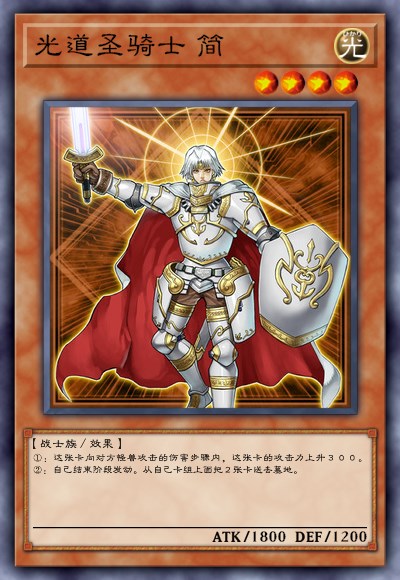 光道圣骑士 简
光
【战士族／效果】
①：这张卡向对方怪兽攻击的伤害步骤内，这张卡的攻击力上升３００。
②：自己结束阶段发动。从自己卡组上面把２张卡送去墓地。
ATK/1800 DEF/1200